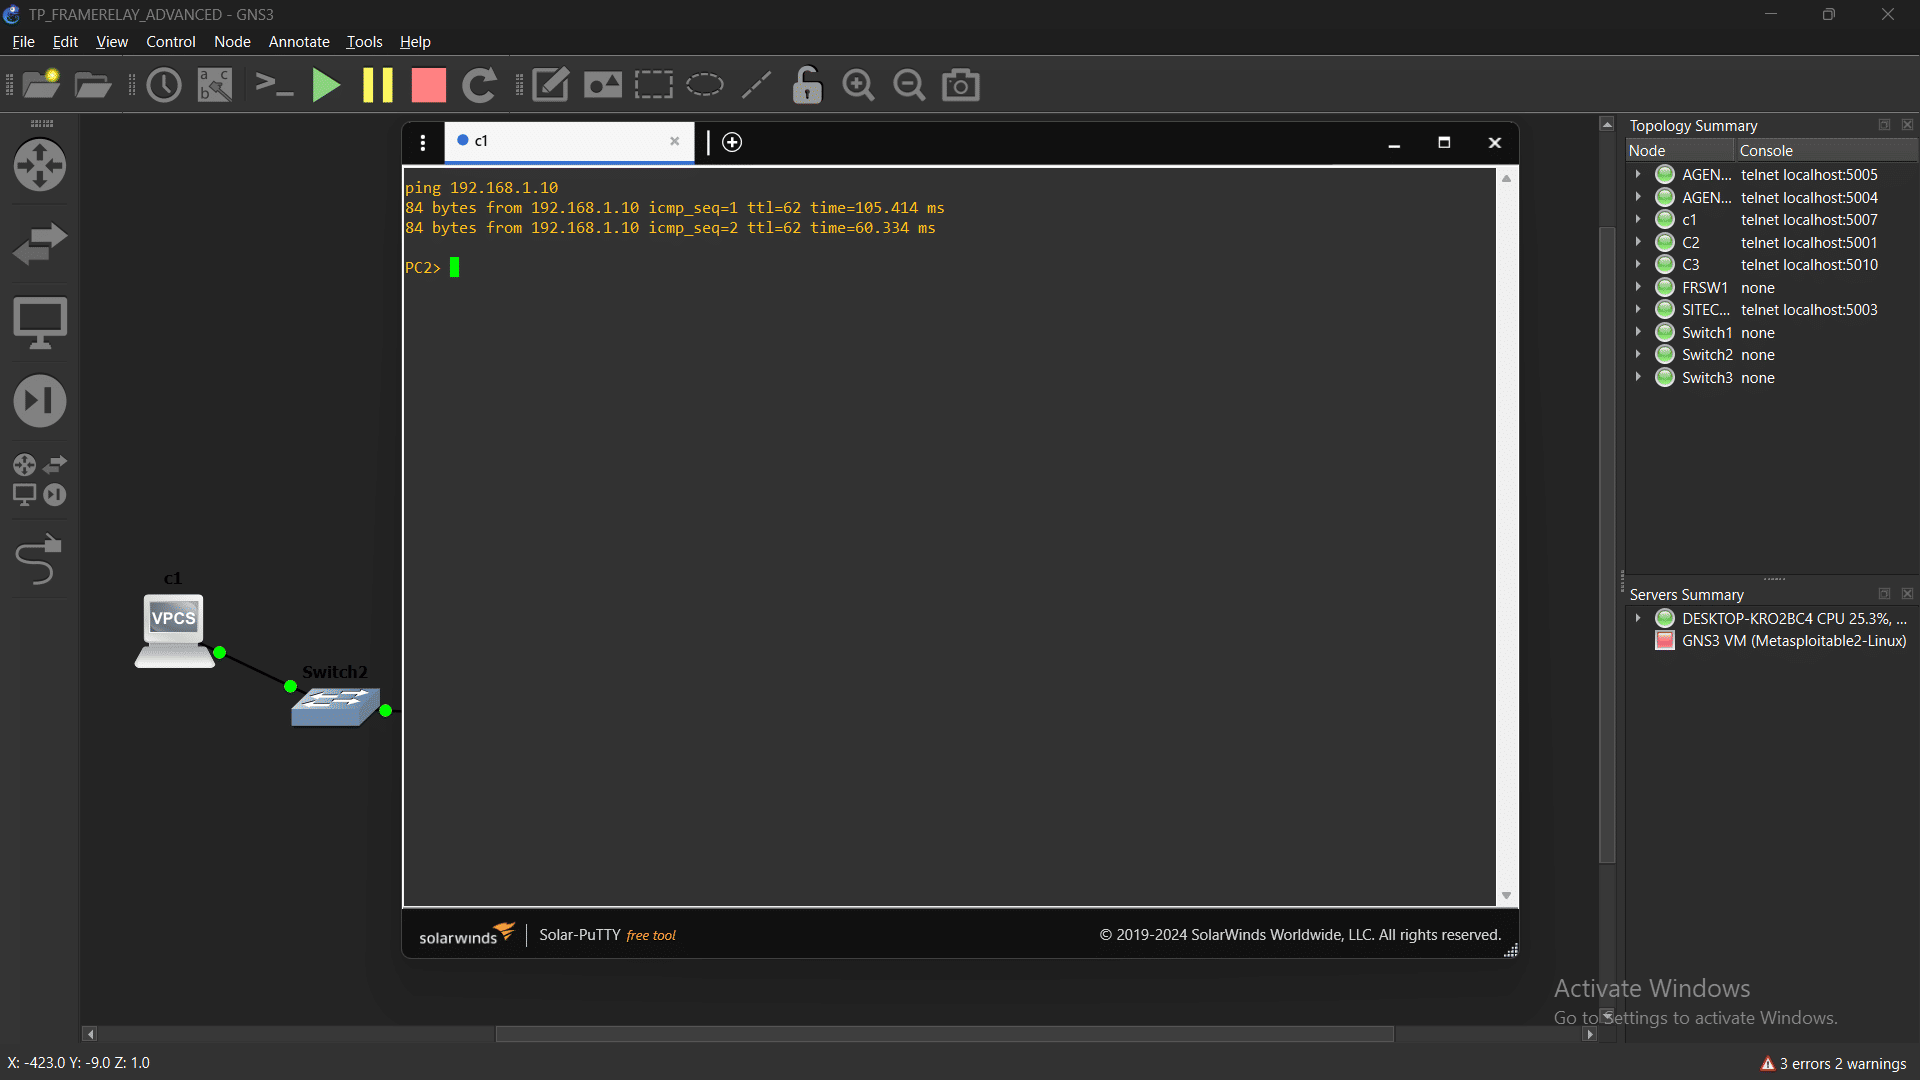 TP_FRAMERELAY_ADVANCED - GNS3
File Edit View Control Node Annotate Tools Help
a c
b
c1
ping 192.168.1.10
84 bytes from 192.168.1.10 icmp_seq=1 ttl=62 time=105.414 ms
84 bytes from 192.168.1.10 icmp_seq=2 ttl=62 time=60.334 ms
PC2>
solarwinds Solar-PuTTY free tool © 2019-2024 SolarWinds Worldwide, LLC. All rights reserved.
c1
VPCS
Switch2
Topology Summary
Node Console
AGEN... telnet localhost:5005
AGEN... telnet localhost:5004
c1 telnet localhost:5007
C2 telnet localhost:5001
C3 telnet localhost:5010
FRSW1 none
SITEC... telnet localhost:5003
Switch1 none
Switch2 none
Switch3 none
Servers Summary
DESKTOP-KRO2BC4 CPU 25.3%, ...
GNS3 VM (Metasploitable2-Linux)
Activate Windows
Go to Settings to activate Windows.
X: -423.0 Y: -9.0 Z: 1.0
3 errors 2 warnings